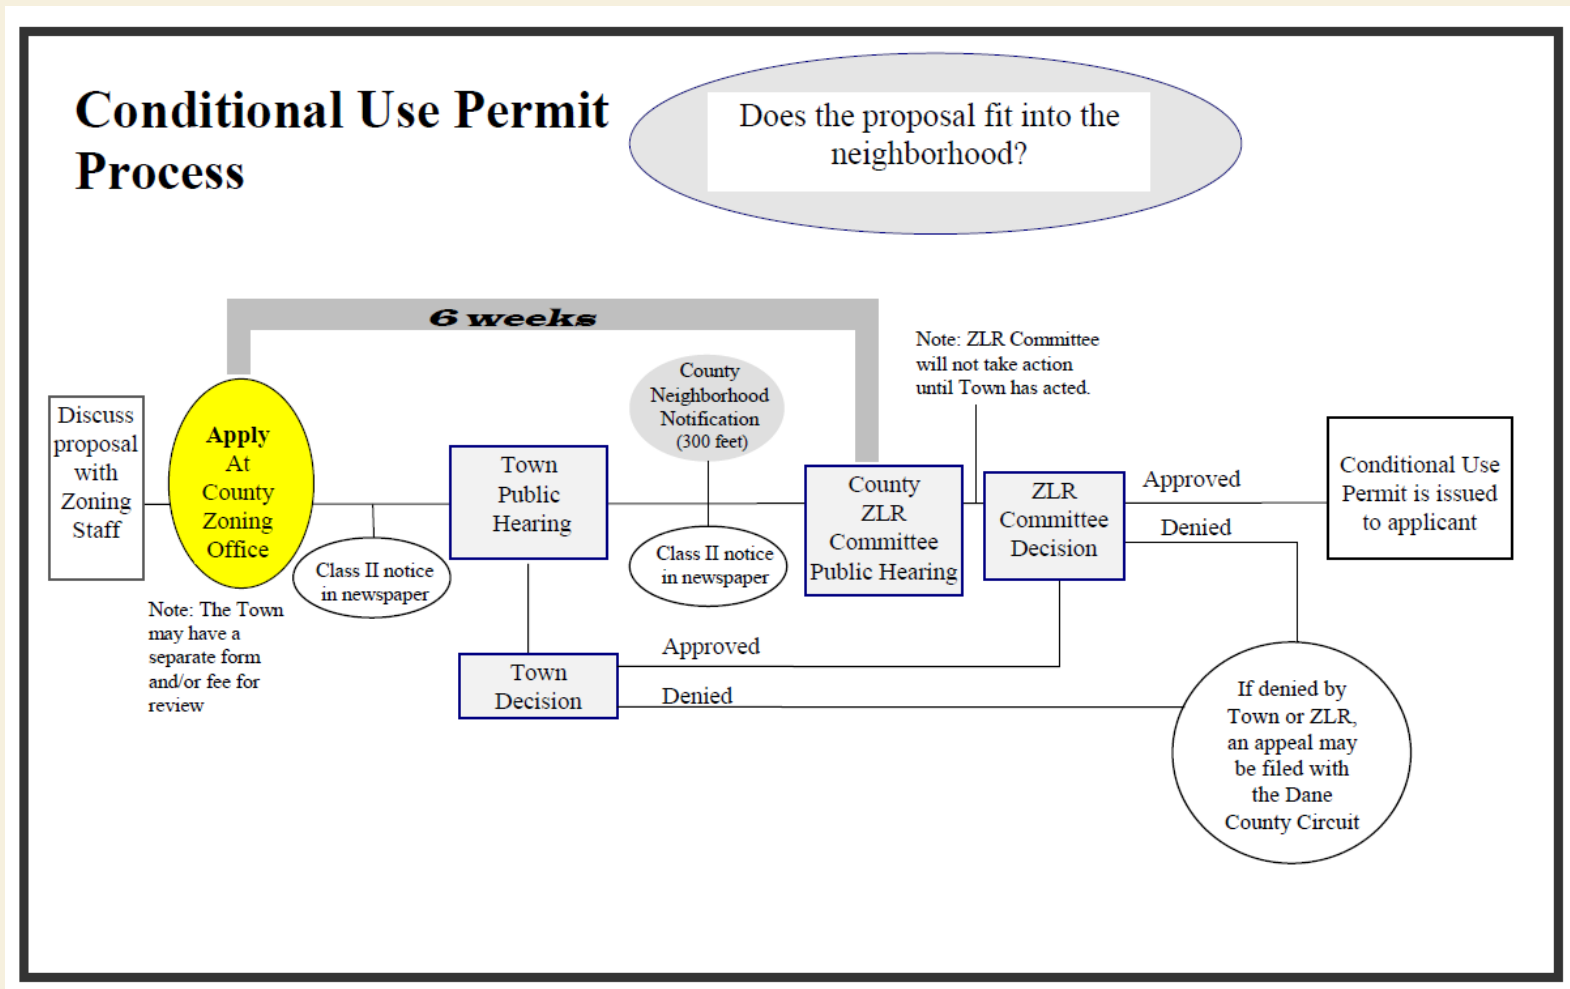 Conditional Use Permit
Process
Does the proposal fit into the
neighborhood?
6 weeks
Note: ZLR Committee
will not take action
until Town has acted.
County
Neighborhood
Notification
(300 feet)
Discuss
proposal
with
Zoning
Staff
Apply
At
County
Zoning
Office
Town
Public
Hearing
County
ZLR
Committee
Public Hearing
ZLR
Committee
Decision
Approved
Denied
Conditional Use
Permit is issued
to applicant
Class II notice
in newspaper
Class II notice
in newspaper
Note: The Town
may have a
separate form
and/or fee for
review
Town
Decision
Approved
Denied
If denied by
Town or ZLR,
an appeal may
be filed with
the Dane
County Circuit